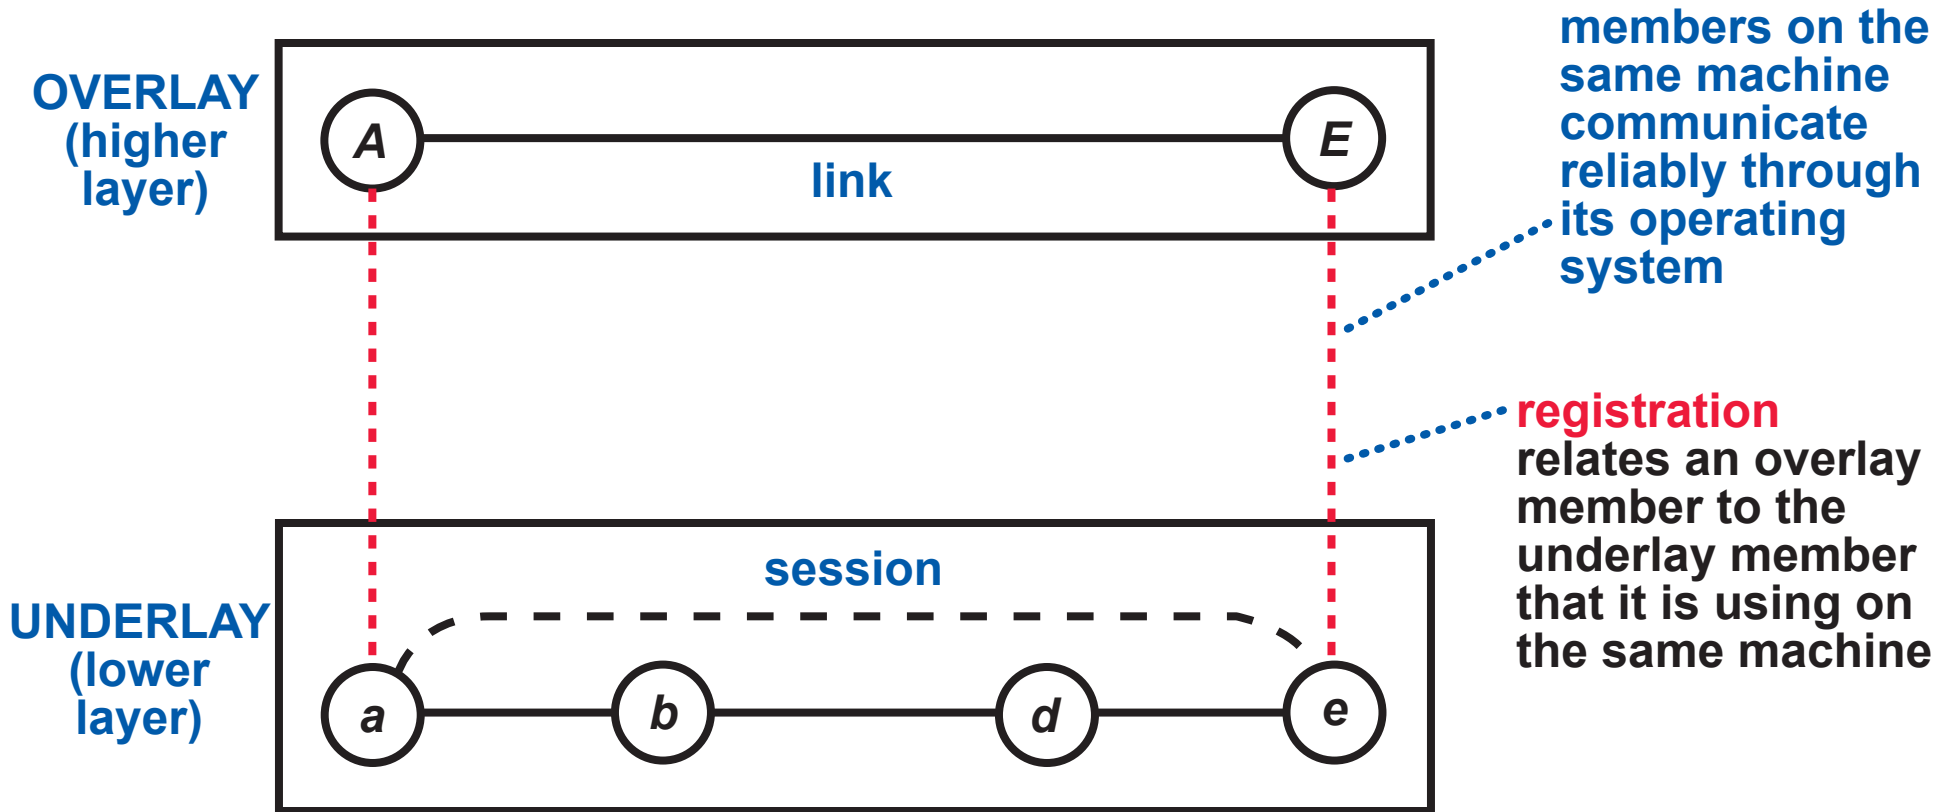 OVERLAY
(higher
layer)
A
link
E
members on the
same machine
communicate
reliably through
its operating
system
registration
relates an overlay
member to the
underlay member
that it is using on
the same machine
UNDERLAY
(lower
layer)
session
a
b
d
e